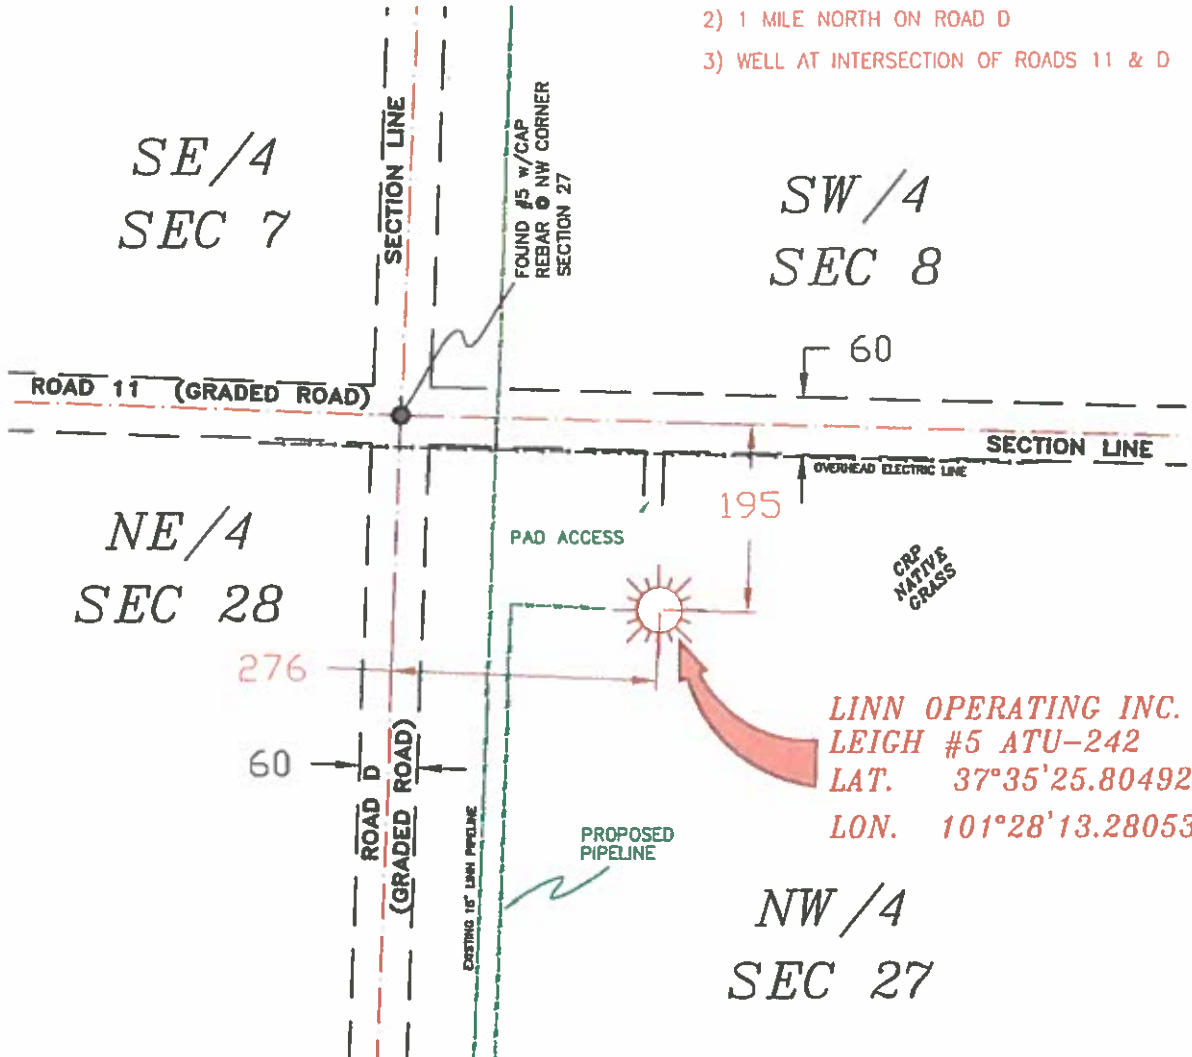 2) 1 MILE NORTH ON ROAD D
3) WELL AT INTERSECTION OF ROADS 11 & D
SE/4
SEC 7
SECTION LINE
FOUND #5 w/CAP
REBAR @ NW CORNER
SECTION 27
SW/4
SEC 8
60
ROAD 11 (GRADED ROAD)
SECTION LINE
OVERHEAD ELECTRIC LINE
195
NE/4
SEC 28
PAD ACCESS
CRP
NATIVE
GRASS
276
LINN OPERATING INC.
LEIGH #5 ATU-242
LAT. 37°35'25.80492
LON. 101°28'13.28053
60
ROAD D
(GRADED ROAD)
EXISTING 16" LINN PIPELINE
PROPOSED
PIPELINE
NW/4
SEC 27